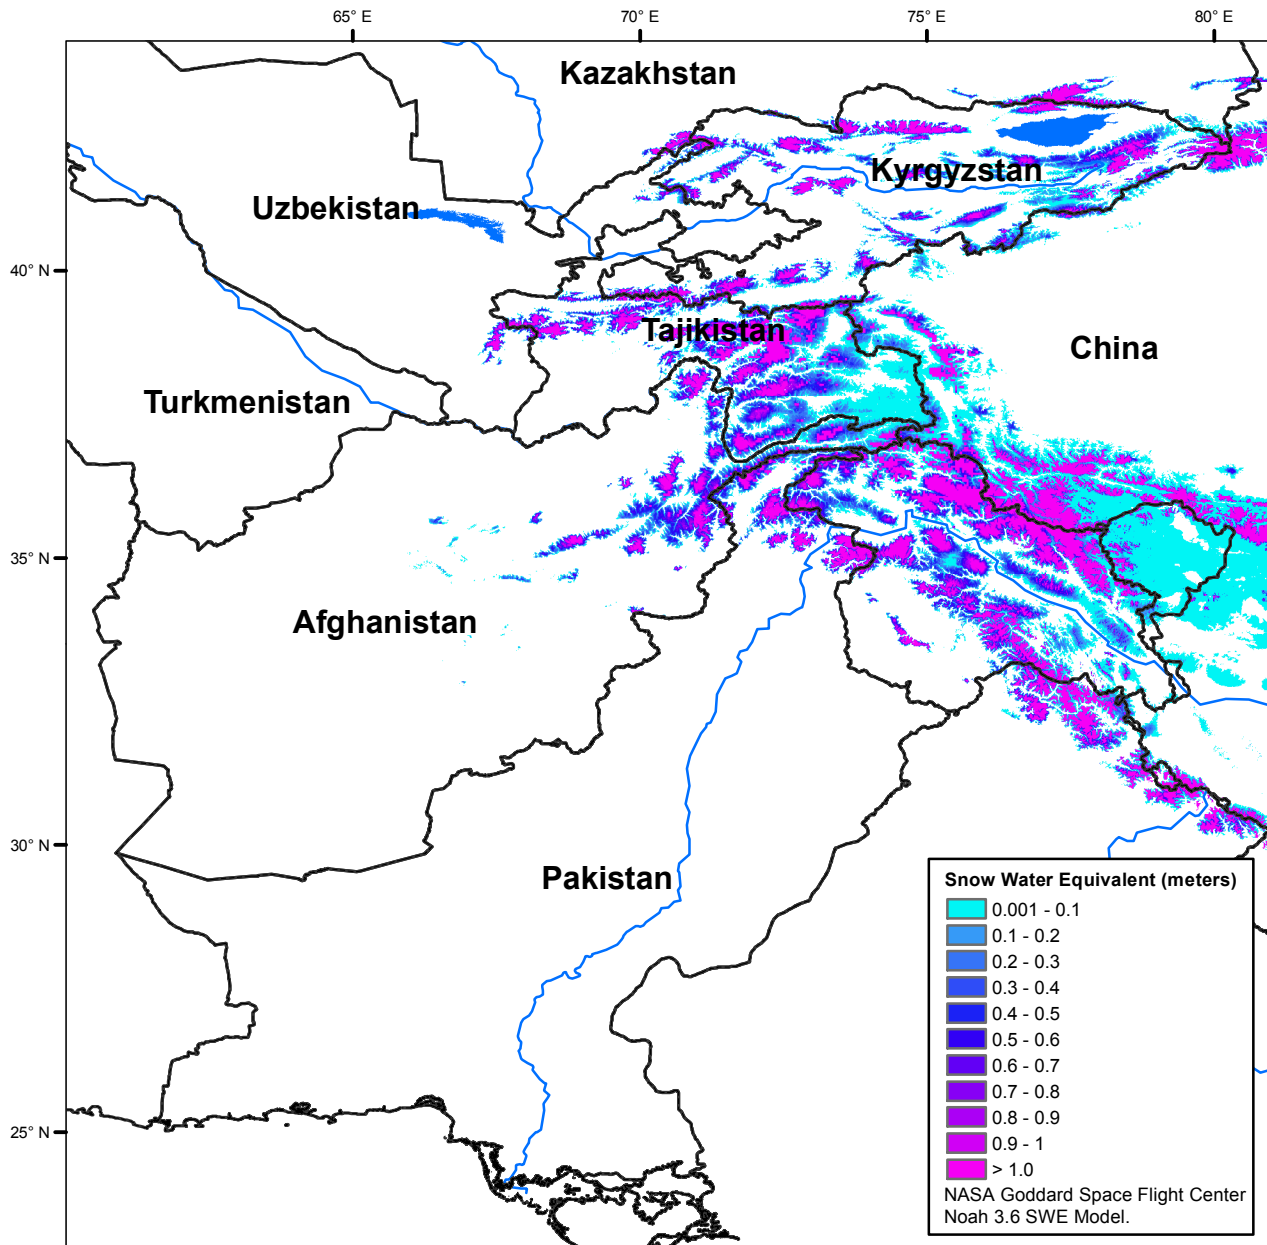 65° E
70° E
75° E
80° E
Kazakhstan
Kyrgyzstan
Uzbekistan
40° N
Tajikistan
China
Turkmenistan
35° N
Afghanistan
30° N
Pakistan
25° N
Snow Water Equivalent (meters)
0.001 - 0.1
0.1 - 0.2
0.2 - 0.3
0.3 - 0.4
0.4 - 0.5
0.5 - 0.6
0.6 - 0.7
0.7 - 0.8
0.8 - 0.9
0.9 - 1
> 1.0
NASA Goddard Space Flight Center
Noah 3.6 SWE Model.